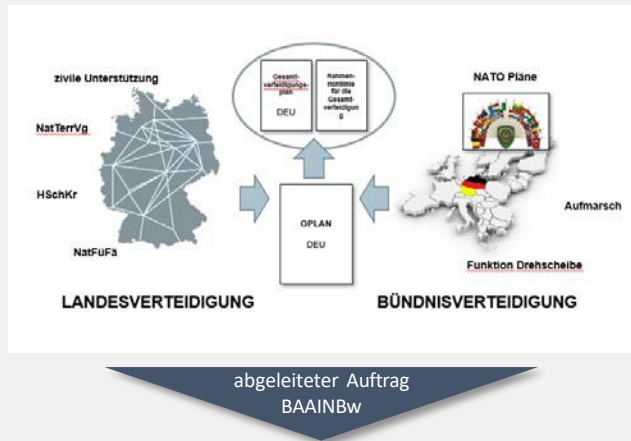 zivile Unterstützung
NatTerrVg
HSchKr
NatFüFä
LANDESVERTEIDIGUNG
Gesamt-
verteidigungs-
plan
DEU
Rahmen-
richtlinie
für die
Gesamt-
verteidigun
g
OPLAN
DEU
NATO Pläne
Aufmarsch
Funktion Drehscheibe
BÜNDNISVERTEIDIGUNG
abgeleiteter Auftrag
BAAINBw